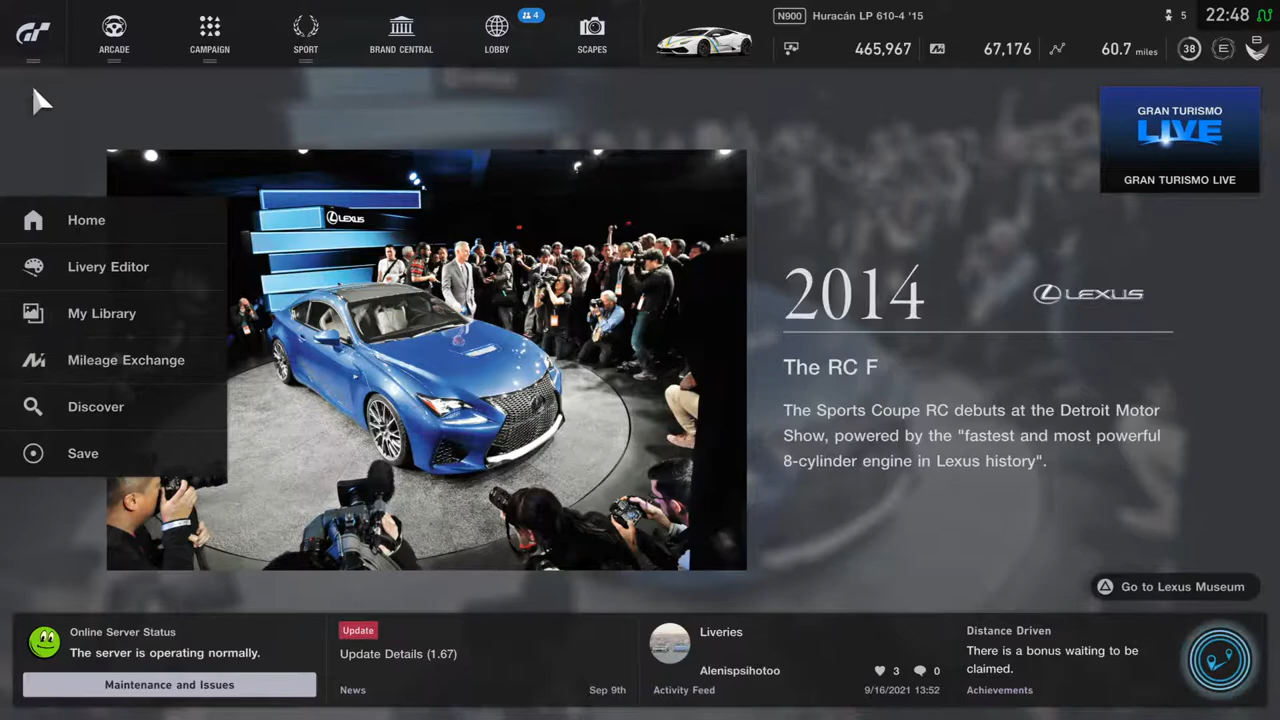 ARCADE
CAMPAIGN
SPORT
BRAND CENTRAL
4
LOBBY
SCAPES
N900 Huracán LP 610-4 '15
5
22:48
465,967
67,176
60.7 miles
38
E
B
GRAN TURISMO
LIVE
GRAN TURISMO LIVE
Home
Livery Editor
My Library
Mileage Exchange
Discover
Save
LEXUS
2014
LEXUS
The RC F
The Sports Coupe RC debuts at the Detroit Motor
Show, powered by the "fastest and most powerful
8-cylinder engine in Lexus history".
Go to Lexus Museum
Online Server Status
The server is operating normally.
Maintenance and Issues
Update
Update Details (1.67)
News
Sep 9th
Liveries
Alenispsihotoo
3
0
Activity Feed
9/16/2021 13:52
Distance Driven
There is a bonus waiting to be
claimed.
Achievements